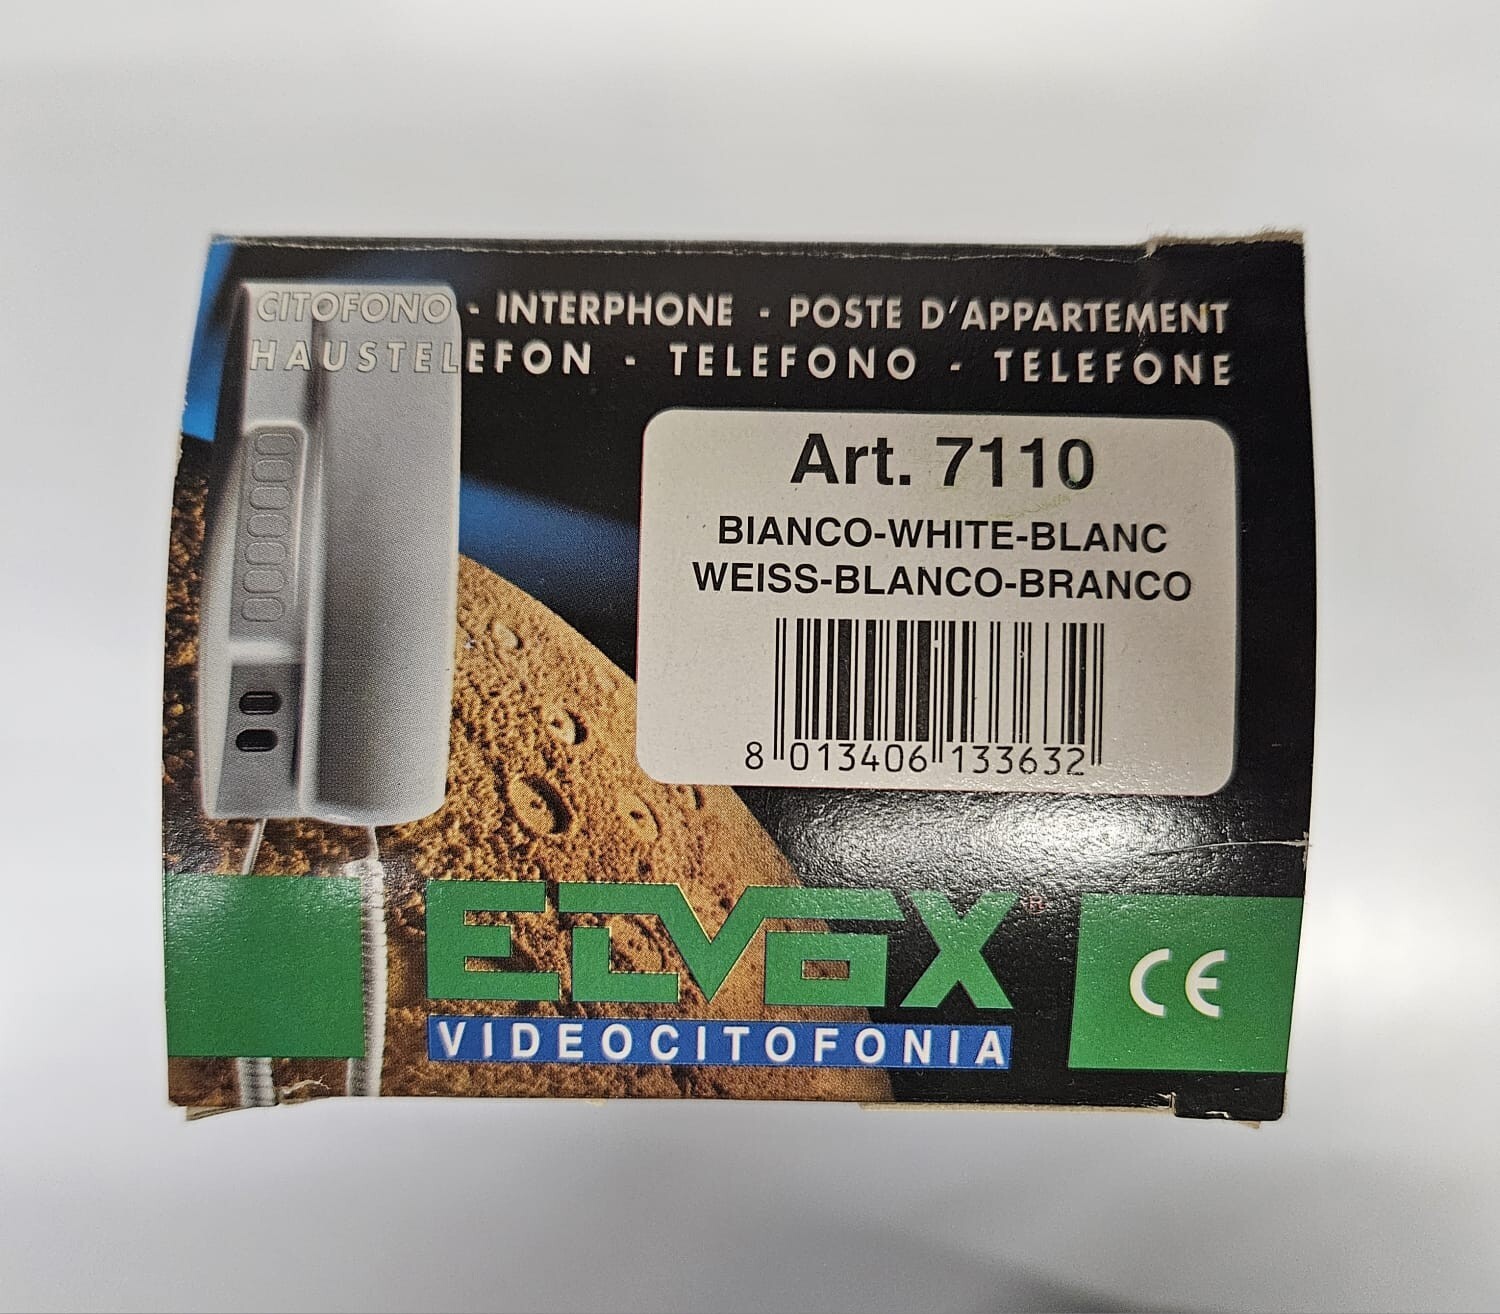 CITOFONO - INTERPHONE - POSTE D'APPARTEMENT
HAUSTELEFON - TELEFONO - TELEFONE
Art. 7110
BIANCO-WHITE-BLANC
WEISS-BLANCO-BRANCO
8 013406 133632
ELVOX ®
VIDEOCITOFONIA
CE